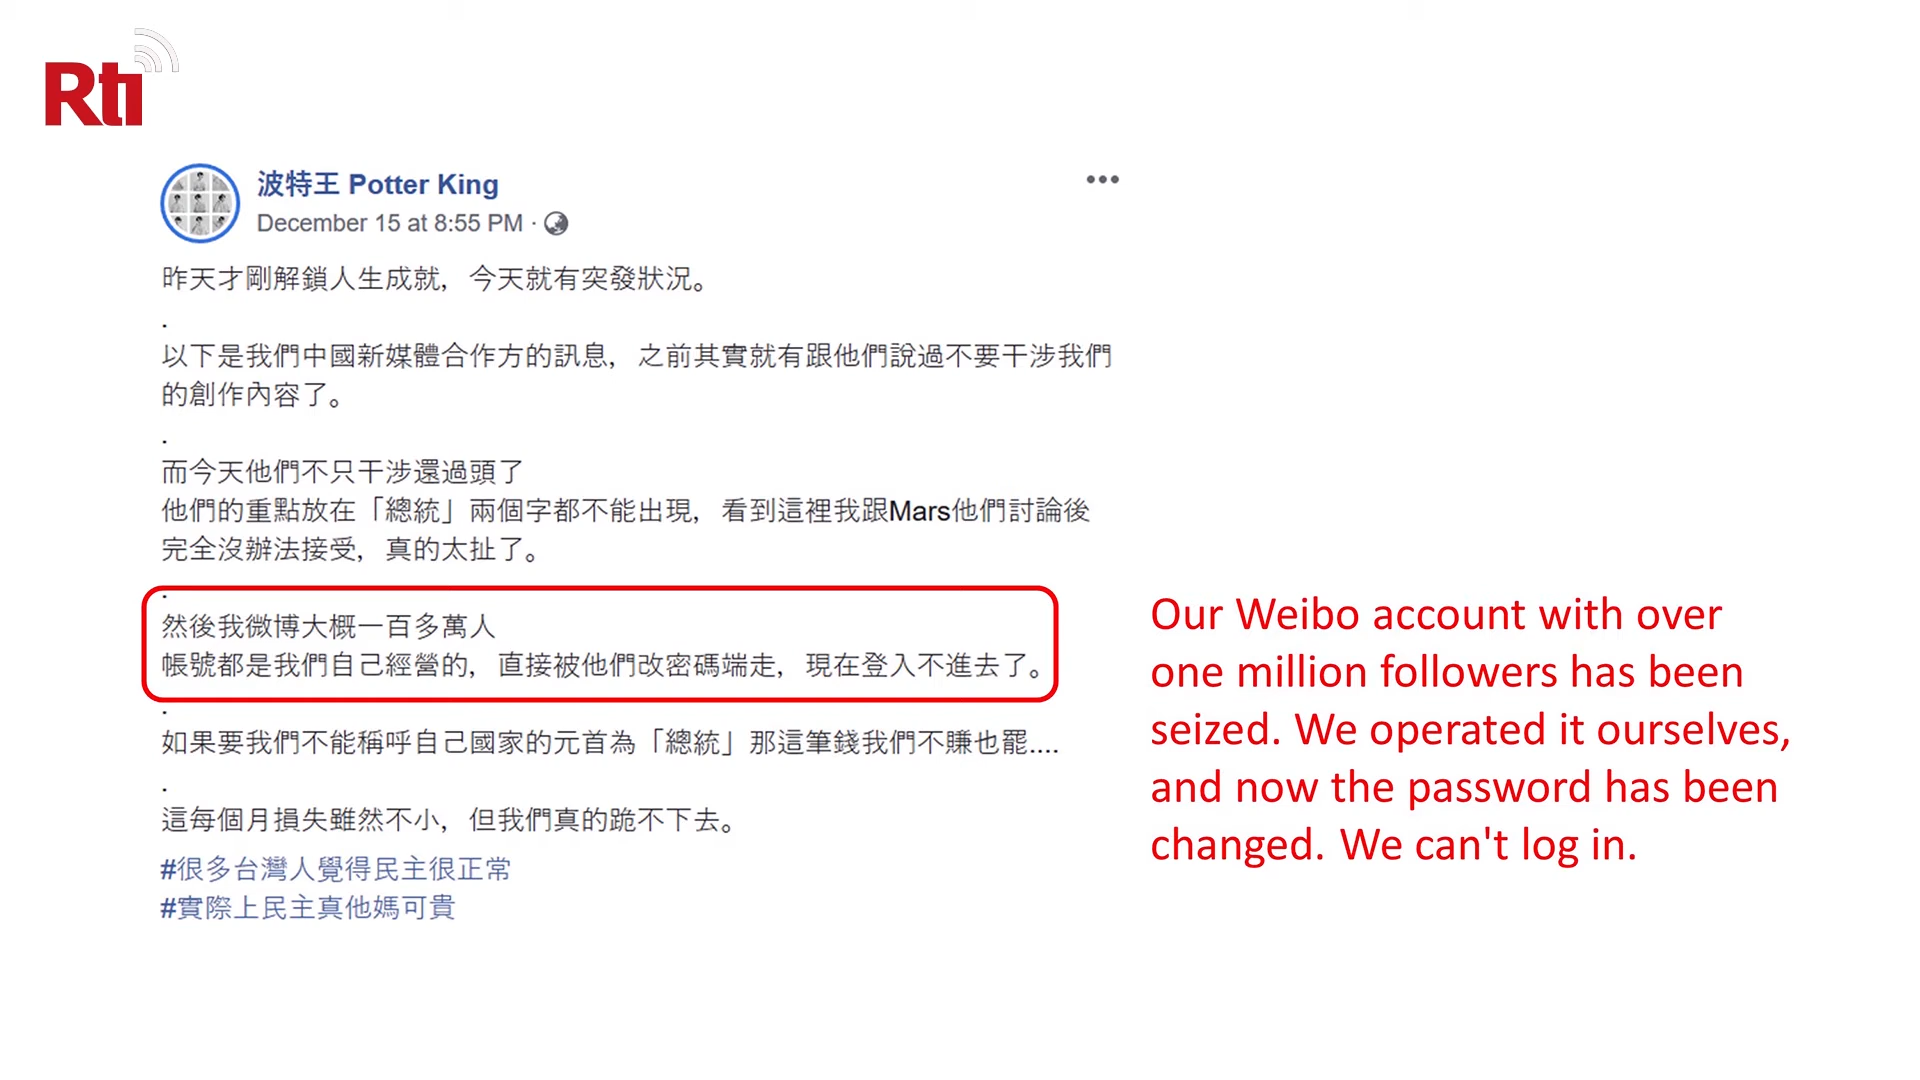 Rti
波特王 Potter King
December 15 at 8:55 PM ·
昨天才剛解鎖人生成就，今天就有突發狀況。
.
以下是我們中國新媒體合作方的訊息，之前其實就有跟他們說過不要干涉我們
的創作內容了。
.
而今天他們不只干涉還過頭了
他們的重點放在「總統」兩個字都不能出現，看到這裡我跟Mars他們討論後
完全沒辦法接受，真的太扯了。
.
然後我微博大概一百多萬人
帳號都是我們自己經營的，直接被他們改密碼端走，現在登入不進去了。
.
如果要我們不能稱呼自己國家的元首為「總統」那這筆錢我們不賺也罷....
.
這每個月損失雖然不小，但我們真的跪不下去。
#很多台灣人覺得民主很正常
#實際上民主真他媽可貴
Our Weibo account with over
one million followers has been
seized. We operated it ourselves,
and now the password has been
changed. We can't log in.